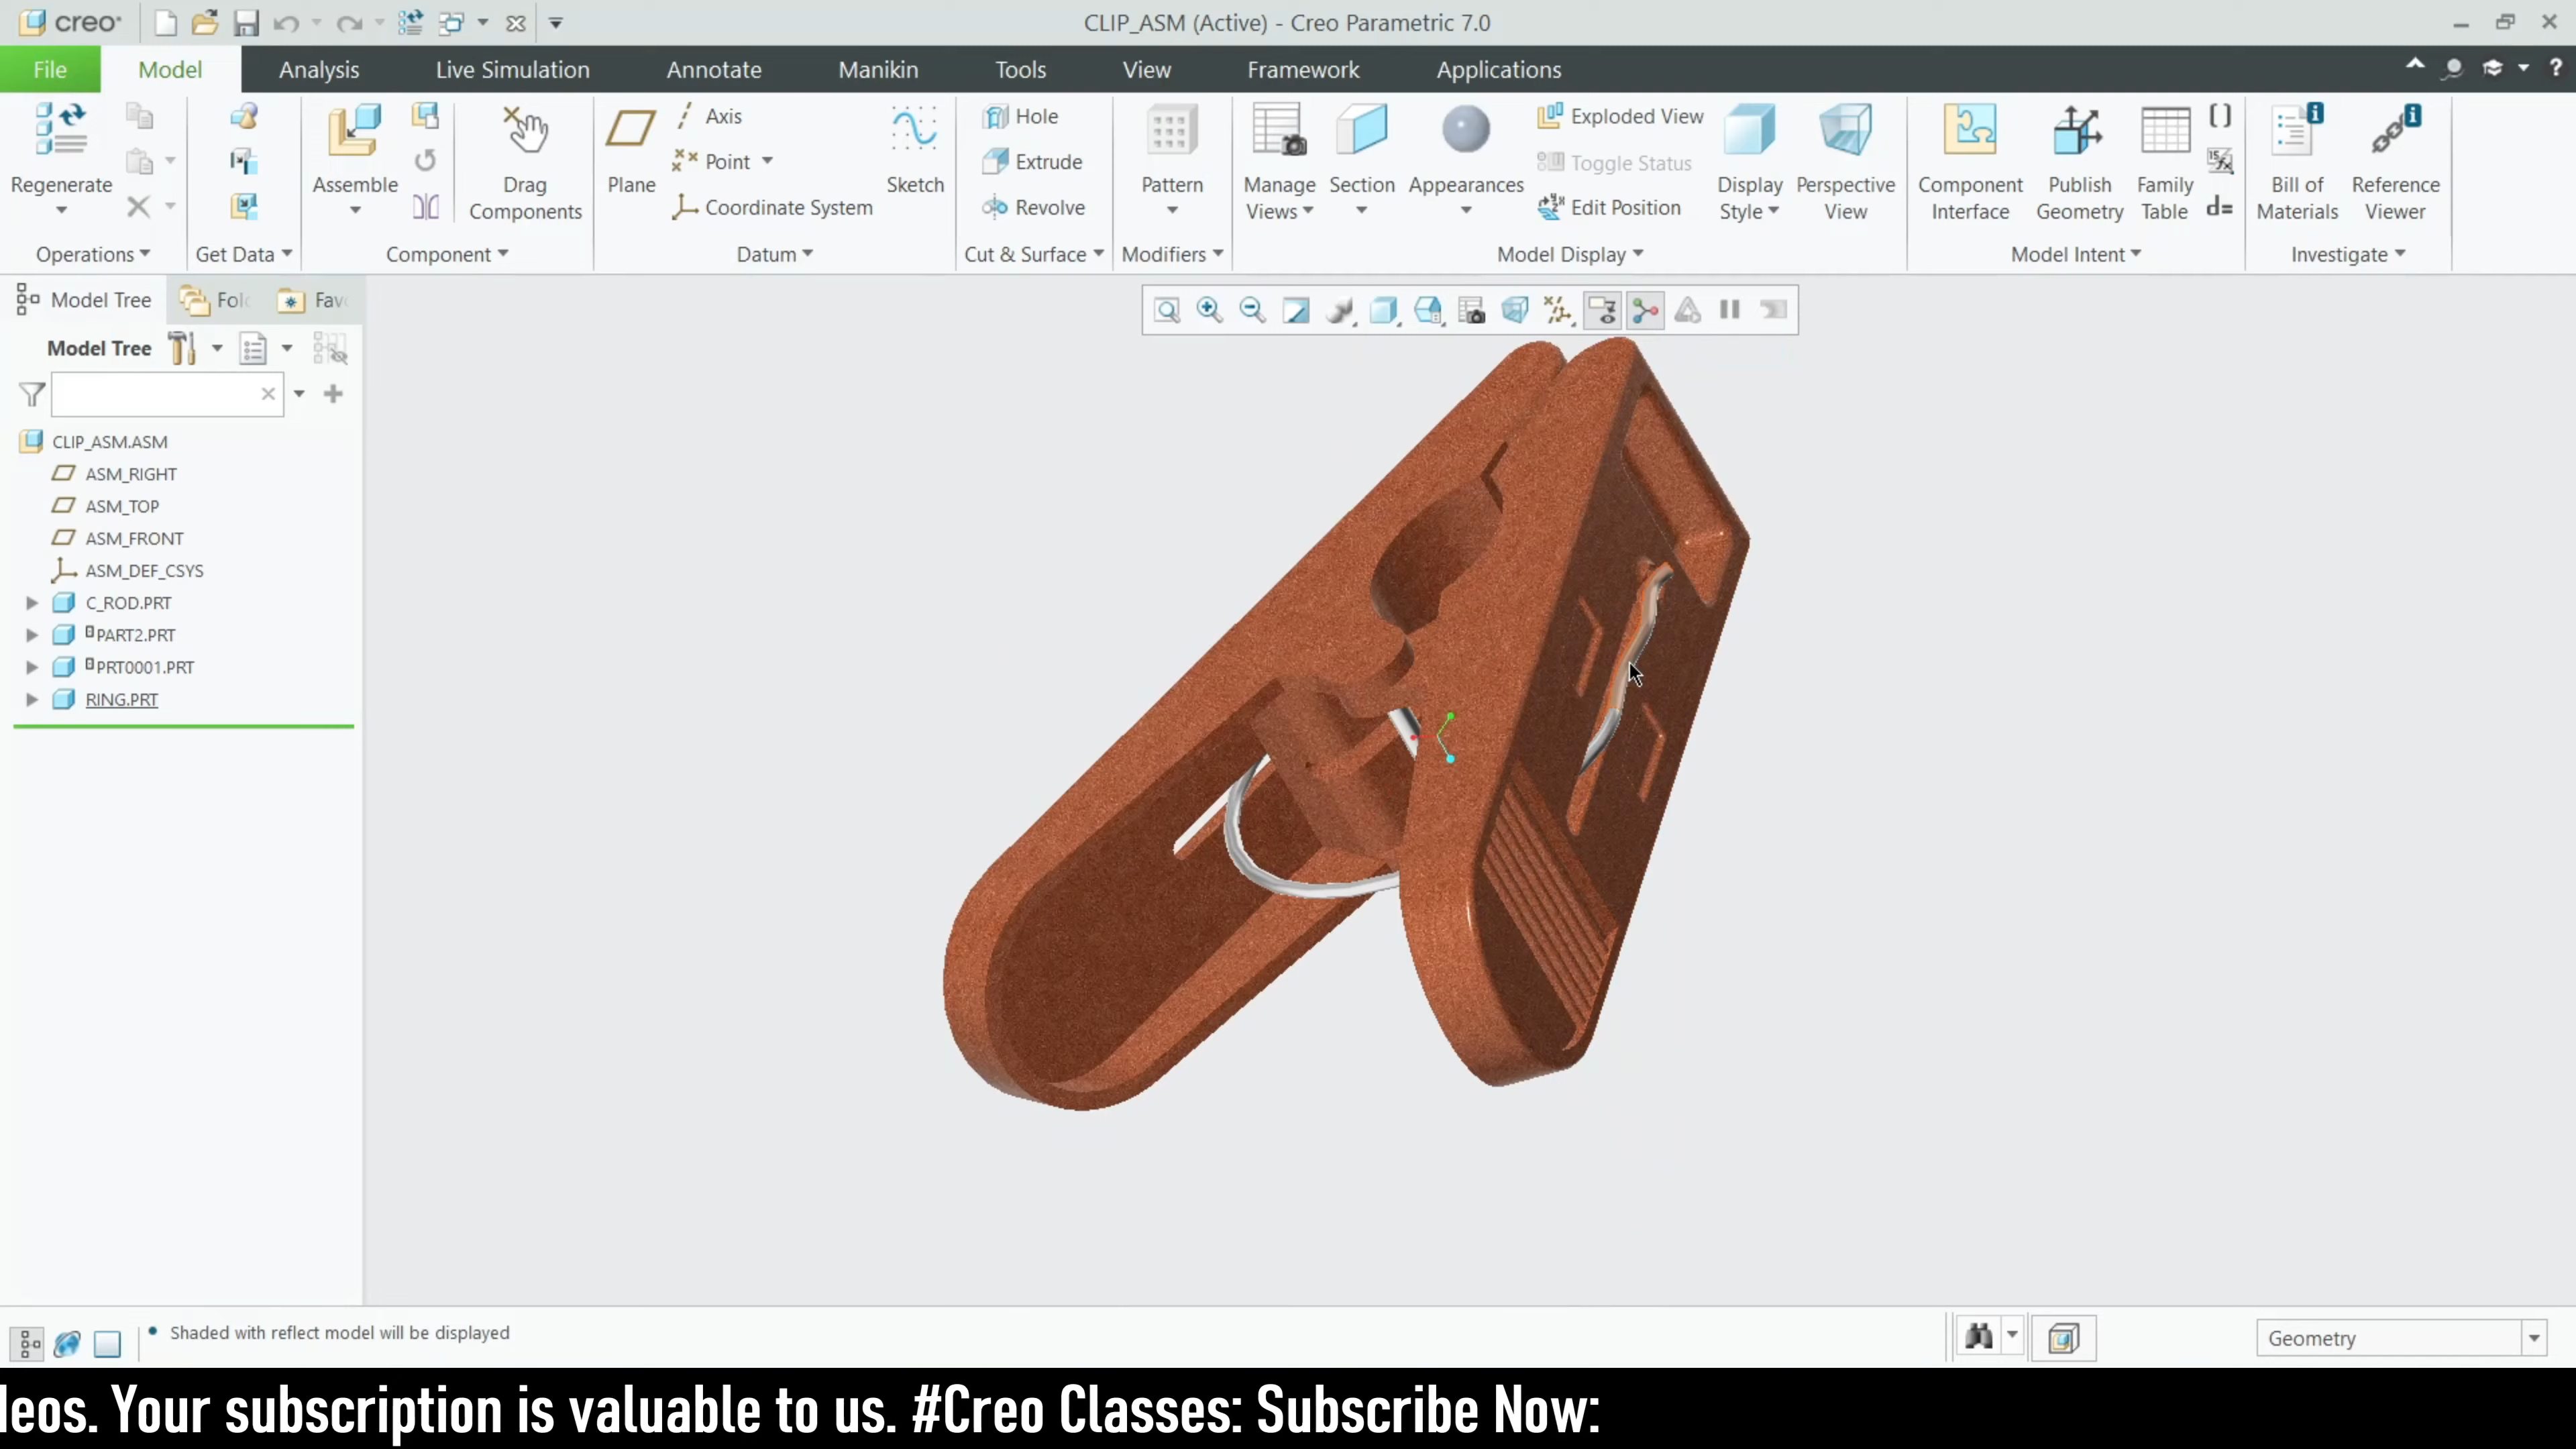 creo
CLIP_ASM (Active) - Creo Parametric 7.0
File Model Analysis Live Simulation Annotate Manikin Tools View Framework Applications
Regenerate
Operations
Get Data
Assemble
Drag Components
Component
Plane
Axis
Point
Coordinate System
Sketch
Datum
Hole
Extrude
Revolve
Cut & Surface
Pattern
Modifiers
Manage Views
Section
Appearances
Exploded View
Toggle Status
Edit Position
Display Style
Perspective View
Model Display
Component Interface
Publish Geometry
Family Table
d=
Model Intent
Bill of Materials
Reference Viewer
Investigate
Model Tree
Fol
Fav
Model Tree
CLIP_ASM.ASM
ASM_RIGHT
ASM_TOP
ASM_FRONT
ASM_DEF_CSYS
C_ROD.PRT
PART2.PRT
PRT0001.PRT
RING.PRT
Shaded with reflect model will be displayed
Geometry
leos. Your subscription is valuable to us. #Creo Classes: Subscribe Now: